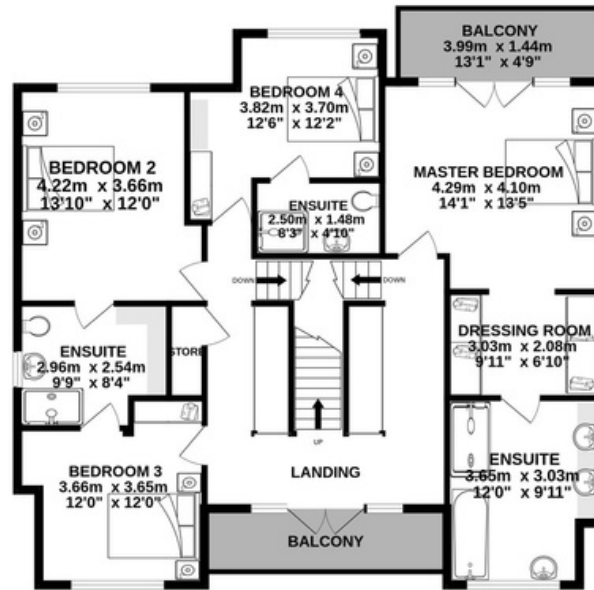 BALCONY
3.99m x 1.44m
13'1" x 4'9"
BEDROOM 4
3.82m x 3.70m
12'6" x 12'2"
BEDROOM 2
4.22m x 3.66m
13'10" x 12'0"
MASTER BEDROOM
4.29m x 4.10m
14'1" x 13'5"
ENSUITE
2.50m x 1.48m
8'3" x 4'10"
DOWN
DOWN
DRESSING ROOM
3.03m x 2.08m
9'11" x 6'10"
STORE
ENSUITE
2.96m x 2.54m
9'9" x 8'4"
UP
LANDING
ENSUITE
3.65m x 3.03m
12'0" x 9'11"
BEDROOM 3
3.66m x 3.65m
12'0" x 12'0"
BALCONY